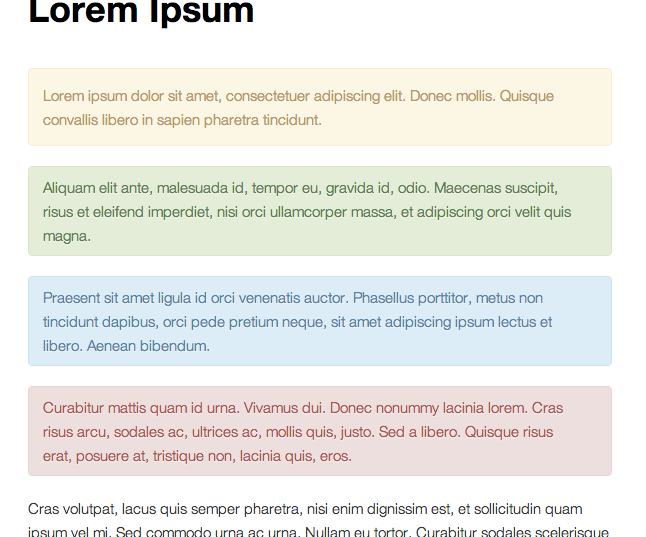 Lorem Ipsum
Lorem ipsum dolor sit amet, consectetuer adipiscing elit. Donec mollis. Quisque
convallis libero in sapien pharetra tincidunt.
Aliquam elit ante, malesuada id, tempor eu, gravida id, odio. Maecenas suscipit,
risus et eleifend imperdiet, nisi orci ullamcorper massa, et adipiscing orci velit quis
magna.
Praesent sit amet ligula id orci venenatis auctor. Phasellus porttitor, metus non
tincidunt dapibus, orci pede pretium neque, sit amet adipiscing ipsum lectus et
libero. Aenean bibendum.
Curabitur mattis quam id urna. Vivamus dui. Donec nonummy lacinia lorem. Cras
risus arcu, sodales ac, ultrices ac, mollis quis, justo. Sed a libero. Quisque risus
erat, posuere at, tristique non, lacinia quis, eros.
Cras volutpat, lacus quis semper pharetra, nisi enim dignissim est, et sollicitudin quam
ipsum vel mi. Sed commodo urna ac urna. Nullam eu tortor. Curabitur sodales scelerisque